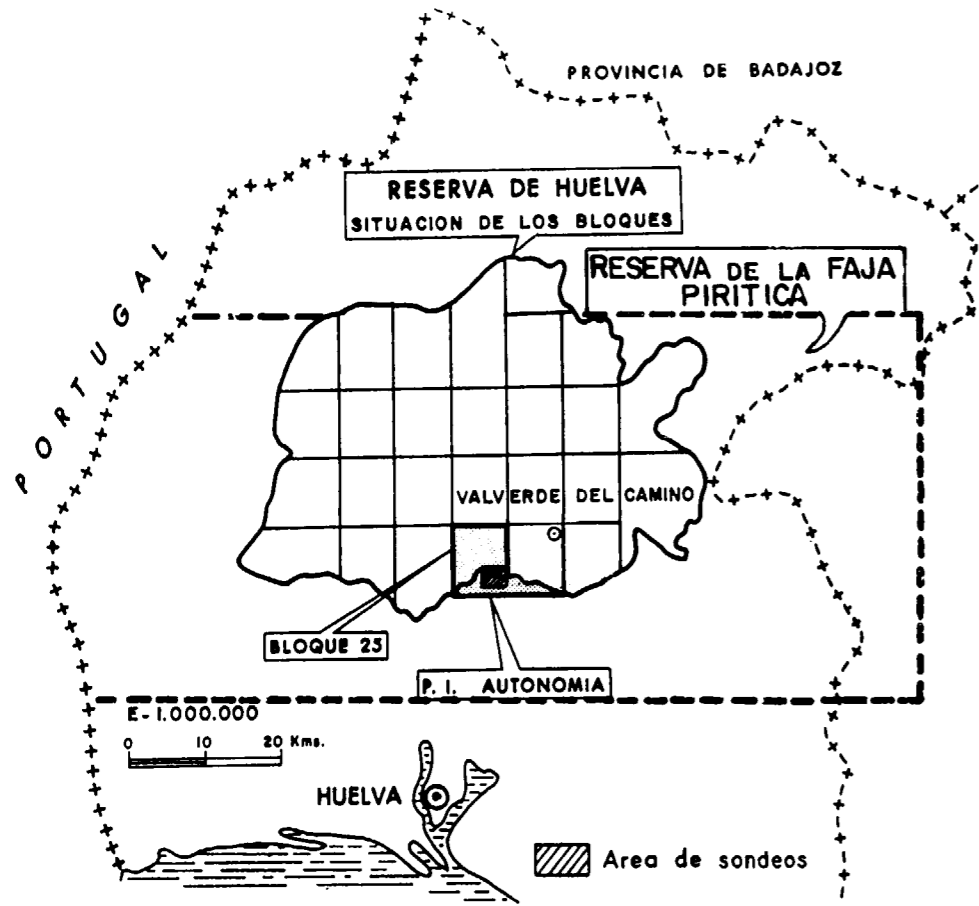 PROVINCIA DE BADAJOZ
RESERVA DE HUELVA
SITUACION DE LOS BLOQUES
PORTUGAL
RESERVA DE LA FAJA
PIRITICA
VALVERDE DEL CAMINO
BLOQUE 23
P. I. AUTONOMIA
E-1.000.000
0 10 20 Kms.
HUELVA
Area de sondeos